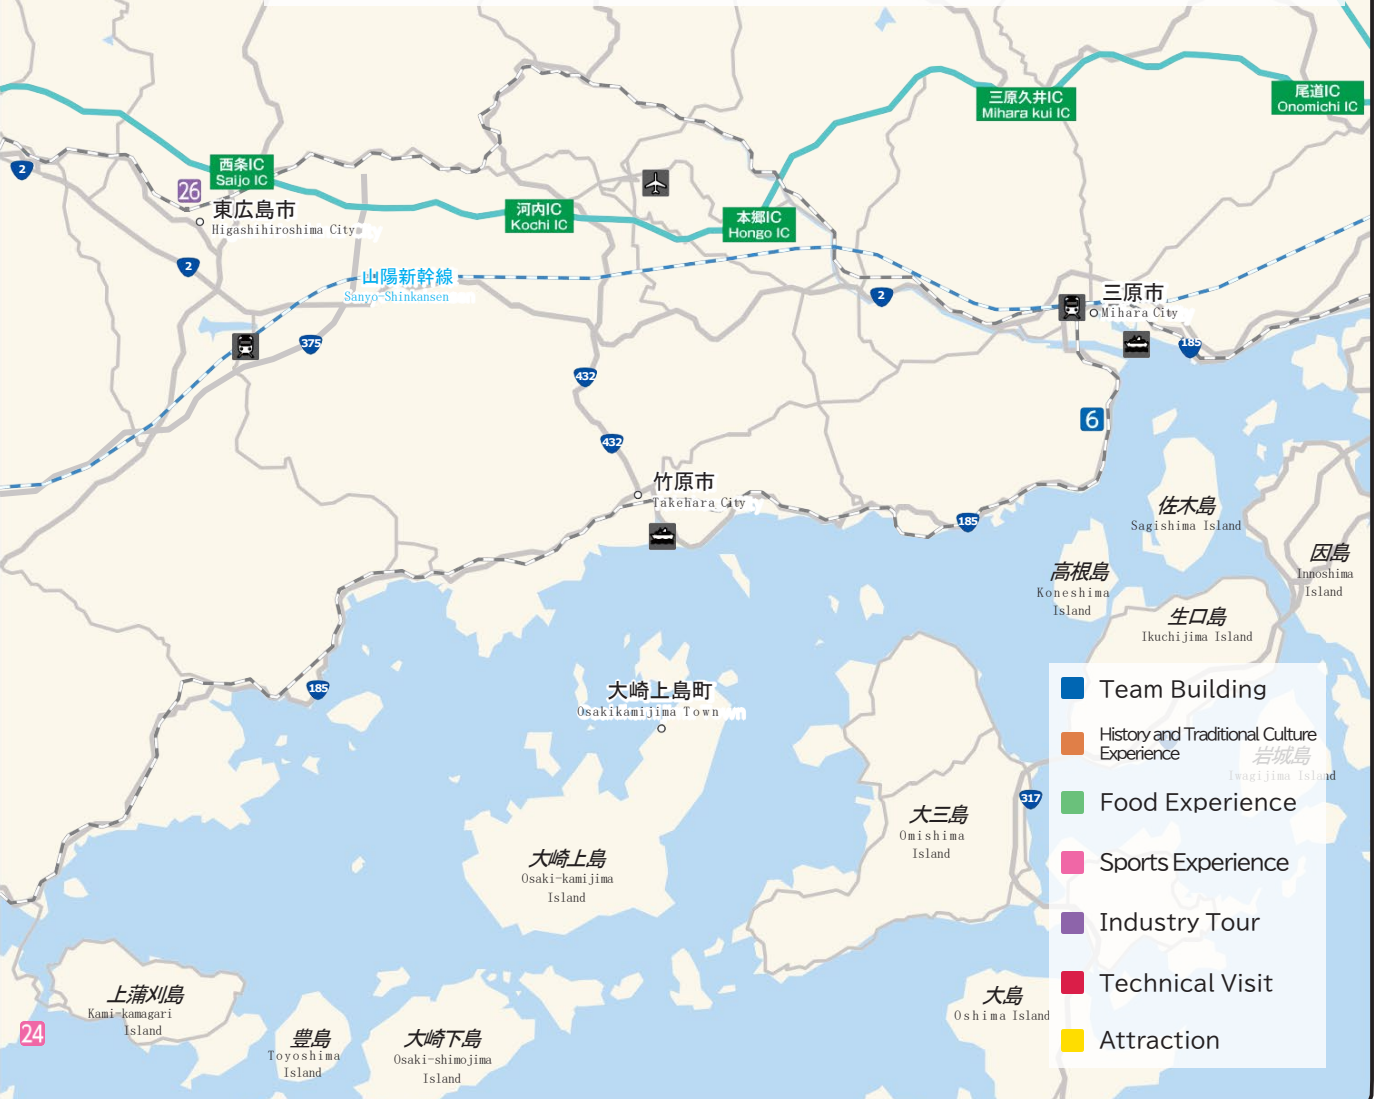 三原久井IC
Mihara kui IC
尾道IC
Onomichi IC
2
西条IC
Saijo IC
26
東広島市
Higashihiroshima City
河内IC
Kochi IC
本郷IC
Hongo IC
2
山陽新幹線
Sanyo-Shinkansen
2
三原市
Mihara City
375
185
432
6
432
竹原市
Takehara City
185
佐木島
Sagishima Island
因島
Innoshima
Island
高根島
Koneshima
Island
生口島
Ikuchijima Island
185
大崎上島町
Osakikamijima Town
岩城島
Iwagijima Island
317
大三島
Omishima
Island
大崎上島
Osaki-kamijima
Island
上蒲刈島
Kami-kamagari
Island
24
豊島
Toyoshima
Island
大崎下島
Osaki-shimojima
Island
大島
Oshima Island
Team Building
History and Traditional Culture
Experience
Food Experience
Sports Experience
Industry Tour
Technical Visit
Attraction